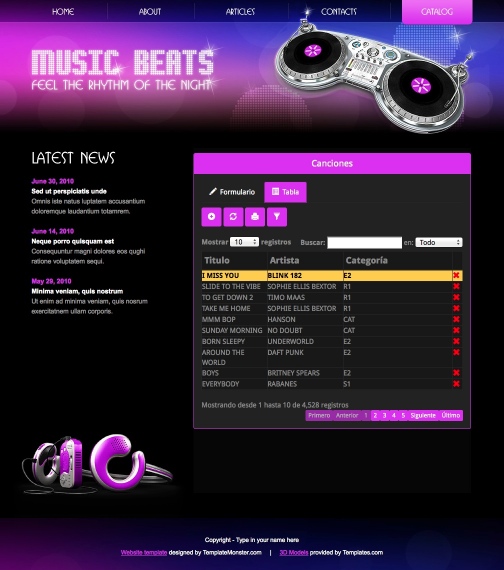 HOME ABOUT ARTICLES CONTACTS CATALOG
MUSIC BEATS
FEEL THE RHYTHM OF THE NIGHT
LATEST NEWS
June 30, 2010
Sed ut perspiciatis unde
Omnis iste natus luptatem accusantium
doloremque laudantium totamrem.
June 14, 2010
Neque porro quisquam est
Consequuntur magni dolores eos qughi
ratione voluptatem sequi.
May 29, 2010
Minima veniam, quis nostrum
Ut enim ad minima veniam, quis nostrum
exercitatnem ullam corporis.
Canciones
Formulario Tabla
Mostrar 10 registros Buscar: en: Todo
Titulo Artista Categoría
I MISS YOU BLINK 182 E2
SLIDE TO THE VIBE SOPHIE ELLIS BEXTOR R1
TO GET DOWN 2 TIMO MAAS R1
TAKE ME HOME SOPHIE ELLIS BEXTOR R1
MMM BOP HANSON CAT
SUNDAY MORNING NO DOUBT CAT
BORN SLEEPY UNDERWORLD E2
AROUND THE DAFT PUNK E2
WORLD
BOYS BRITNEY SPEARS E2
EVERYBODY RABANES S1
Mostrando desde 1 hasta 10 de 4,528 registros
Primero Anterior 1 2 3 4 5 Siguiente Último
Copyright - Type in your name here
Website template designed by TemplateMonster.com | 3D Models provided by Templates.com